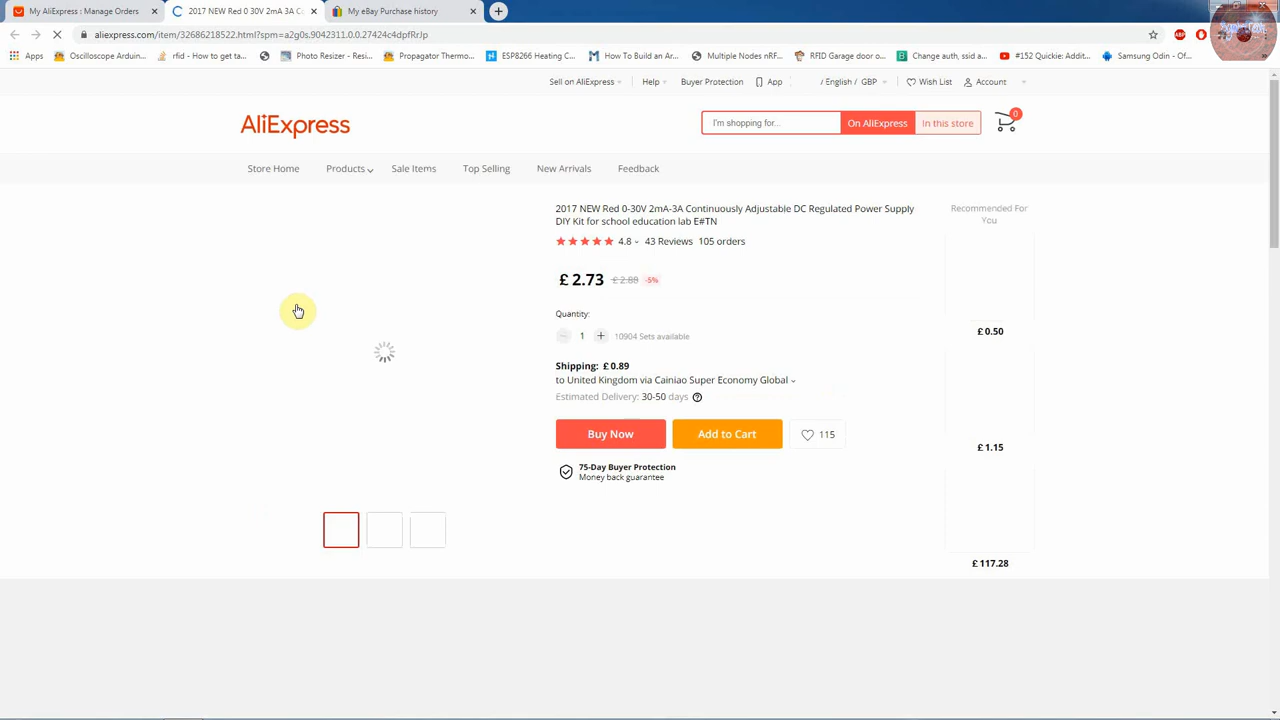 My AliExpress : Manage Orders
2017 NEW Red 0 30V 2mA 3A Co
My eBay Purchase history
aliexpress.com/item/32686218522.html?spm=a2g0s.9042311.0.0.27424c4dpfRrJp
Apps
Oscilloscope Arduin...
rfid - How to get ta...
Photo Resizer - Resi...
Propagator Thermo...
ESP8266 Heating C...
How To Build an Ar...
Multiple Nodes nRF...
RFID Garage door o...
Change auth, ssid a...
#152 Quickie: Addit...
Samsung Odin - Of...
Sell on AliExpress
Help
Buyer Protection
App
/ English / GBP
Wish List
Account
AliExpress
I'm shopping for...
On AliExpress
In this store
0
Store Home
Products
Sale Items
Top Selling
New Arrivals
Feedback
2017 NEW Red 0-30V 2mA-3A Continuously Adjustable DC Regulated Power Supply
DIY Kit for school education lab E#TN
4.8
43 Reviews
105 orders
£ 2.73
£ 2.89
-5%
Quantity:
1
10904 Sets available
Shipping: £ 0.89
to United Kingdom via Cainiao Super Economy Global
Estimated Delivery: 30-50 days
Buy Now
Add to Cart
115
75-Day Buyer Protection
Money back guarantee
Recommended For
You
£ 0.50
£ 1.15
£ 117.28